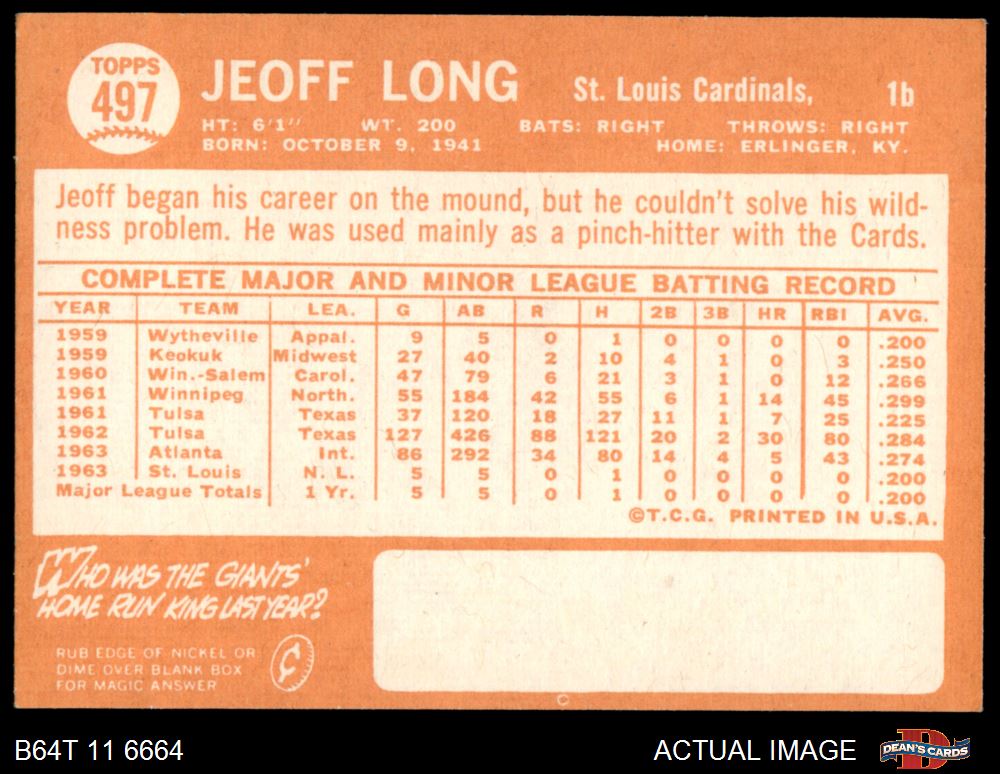 TOPPS
497
JEOFF LONG St. Louis Cardinals, 1b
HT: 6'1" WT. 200 BATS: RIGHT THROWS: RIGHT
BORN: OCTOBER 9, 1941 HOME: ERLINGER, KY.
Jeoff began his career on the mound, but he couldn't solve his wild-
ness problem. He was used mainly as a pinch-hitter with the Cards.
COMPLETE MAJOR AND MINOR LEAGUE BATTING RECORD
YEAR TEAM LEA. G AB R H 2B 3B HR RBI AVG.
1959 Wytheville Appal. 9 5 0 1 0 0 0 0 .200
1959 Keokuk Midwest 27 40 2 10 4 1 0 3 .250
1960 Win.-Salem Carol. 47 79 6 21 3 1 0 12 .266
1961 Winnipeg North. 55 184 42 55 6 1 14 45 .299
1961 Tulsa Texas 37 120 18 27 11 1 7 25 .225
1962 Tulsa Texas 127 426 88 121 20 2 30 80 .284
1963 Atlanta Int. 86 292 34 80 14 4 5 43 .274
1963 St. Louis N. L. 5 5 0 1 0 0 0 0 .200
Major League Totals 1 Yr. 5 5 0 1 0 0 0 0 .200
©T.C.G. PRINTED IN U.S.A.
WHO WAS THE GIANTS'
HOME RUN KING LAST YEAR?
RUB EDGE OF NICKEL OR
DIME OVER BLANK BOX
FOR MAGIC ANSWER
¢
C
B64T 11 6664 ACTUAL IMAGE DEAN'S CARDS